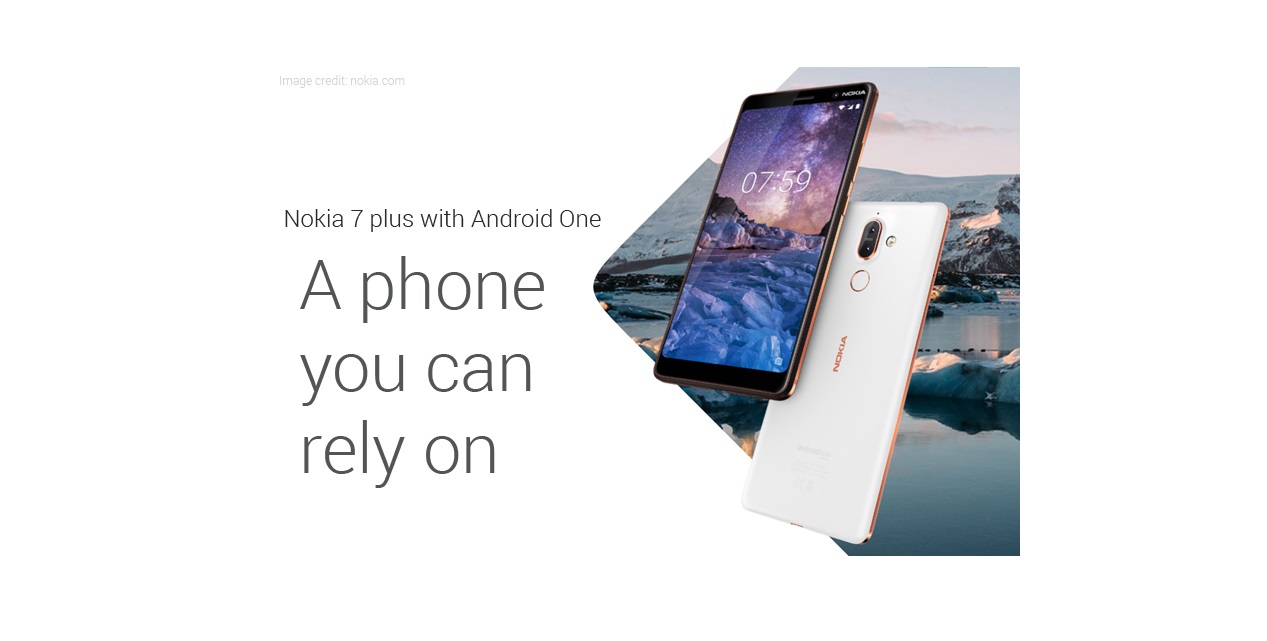 Image credit: nokia.com
NOKIA
07:59
Nokia 7 plus with Android One
A phone
you can
rely on
NOKIA